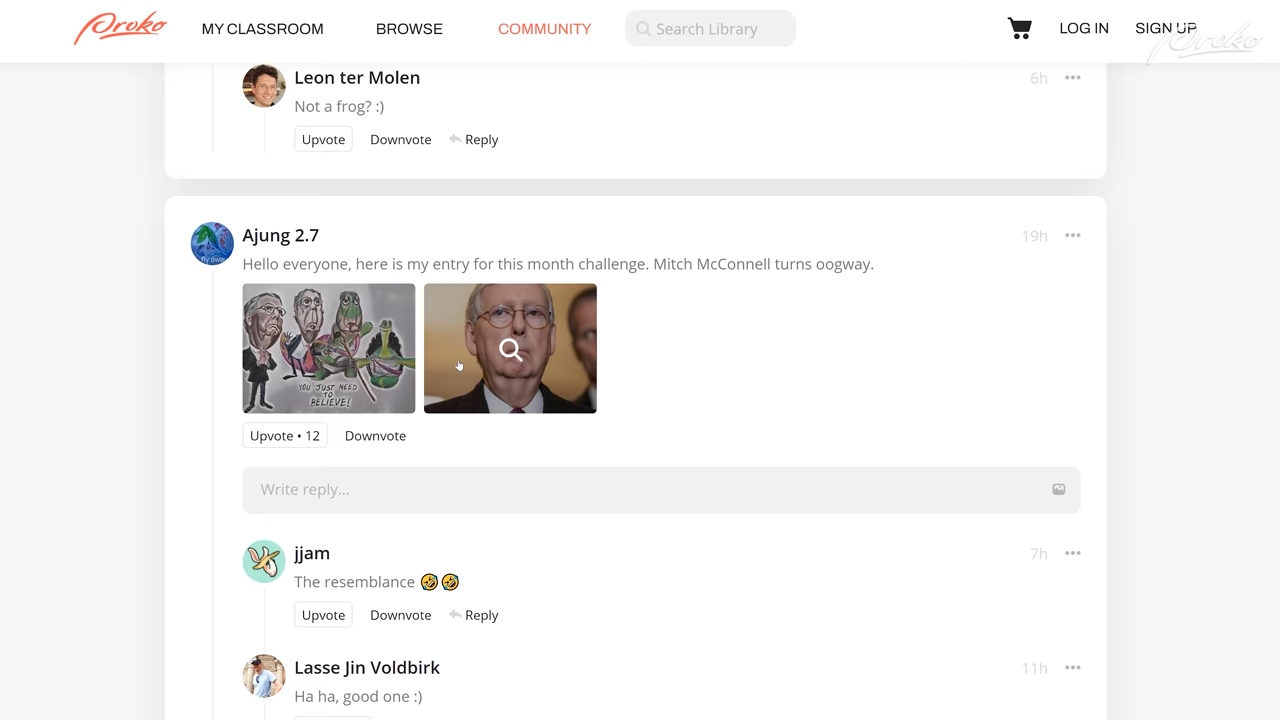 Proko MY CLASSROOM BROWSE COMMUNITY Search Library LOG IN SIGN UP
Proko
Leon ter Molen 6h
Not a frog? :)
Upvote Downvote Reply
Ajung 2.7 19h
Hello everyone, here is my entry for this month challenge. Mitch McConnell turns oogway.
YOU JUST NEED
TO
BELIEVE!
Upvote • 12 Downvote
Write reply...
jjam 7h
The resemblance 🤣🤣
Upvote Downvote Reply
Lasse Jin Voldbirk 11h
Ha ha, good one :)